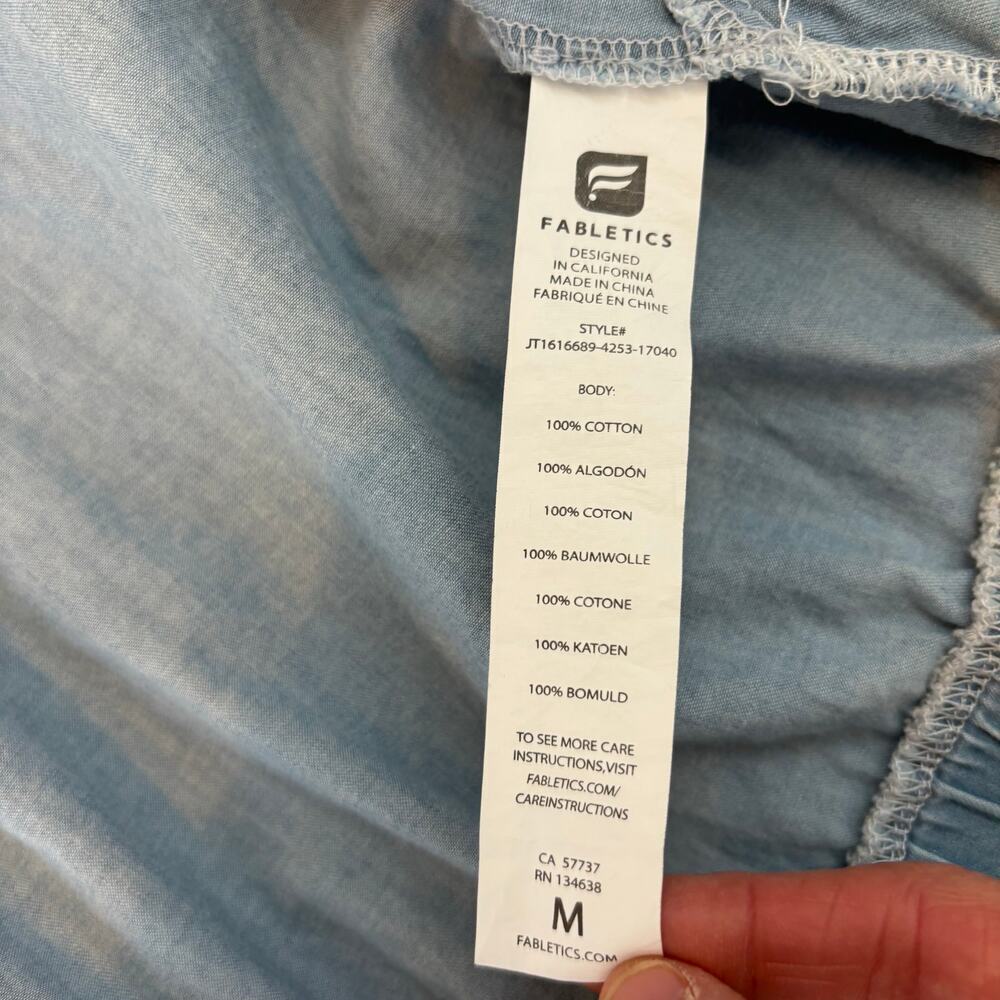 FABLETICS
DESIGNED
IN CALIFORNIA
MADE IN CHINA
FABRIQUÉ EN CHINE
STYLE#
JT1616689-4253-17040
BODY:
100% COTTON
100% ALGODÓN
100% COTON
100% BAUMWOLLE
100% COTONE
100% KATOEN
100% BOMULD
TO SEE MORE CARE
INSTRUCTIONS,VISIT
FABLETICS.COM/
CAREINSTRUCTIONS
CA 57737
RN 134638
M
FABLETICS.COM